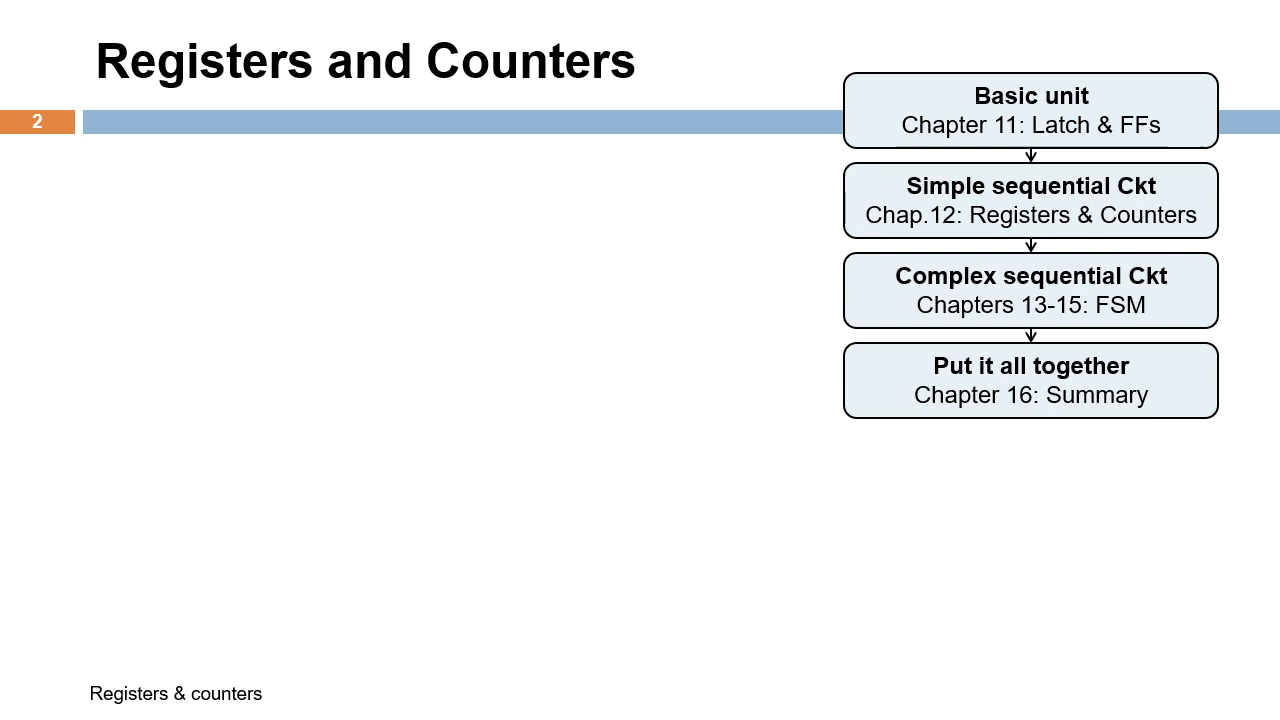 Registers and Counters
2
Basic unit
Chapter 11: Latch & FFs
Simple sequential Ckt
Chap.12: Registers & Counters
Complex sequential Ckt
Chapters 13-15: FSM
Put it all together
Chapter 16: Summary
Registers & counters